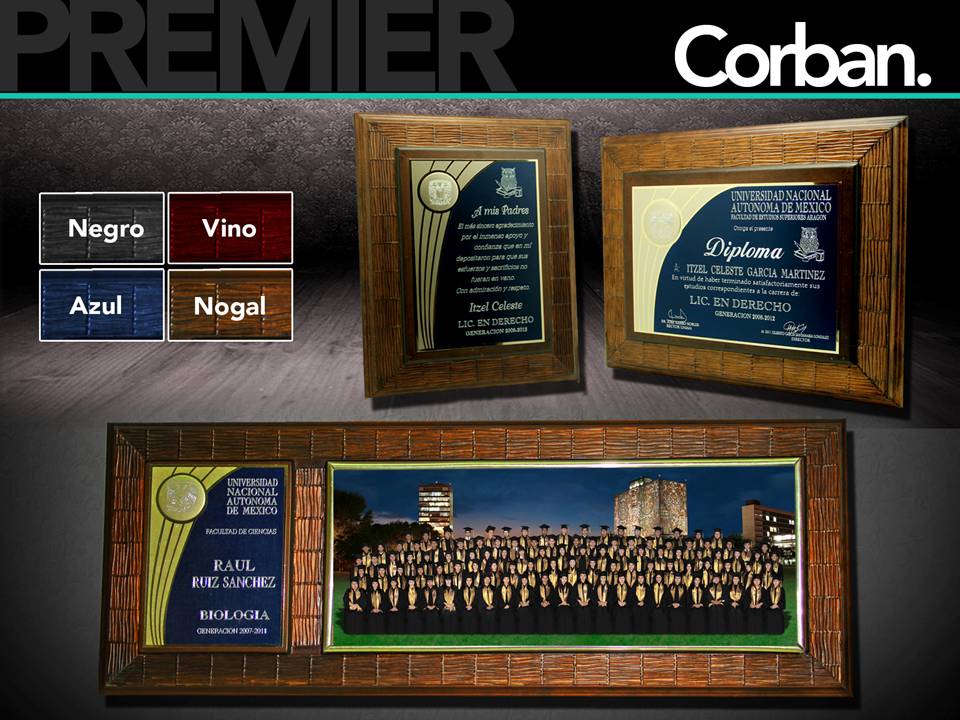 PREMIER
Corban.
Negro
Vino
Azul
Nogal
A mis Padres
El más sincero agradecimiento
por el inmenso apoyo y
confianza que en mí
depositaron para que sus
esfuerzos y sacrificios no
fueran en vano.
Con admiración y respeto.
Itzel Celeste
LIC. EN DERECHO
GENERACION 2008-2012
UNIVERSIDAD NACIONAL
AUTONOMA DE MEXICO
FACULTAD DE ESTUDIOS SUPERIORES ARAGON
Otorga el presente
Diploma
A: ITZEL CELESTE GARCIA MARTINEZ
En virtud de haber terminado satisfactoriamente sus
estudios correspondientes a la carrera de:
LIC. EN DERECHO
GENERACION 2008-2012
RECTOR
DIRECTOR
UNIVERSIDAD
NACIONAL
AUTONOMA
DE MEXICO
FACULTAD DE CIENCIAS
RAUL
RUIZ SANCHEZ
BIOLOGIA
GENERACION 2007-2011